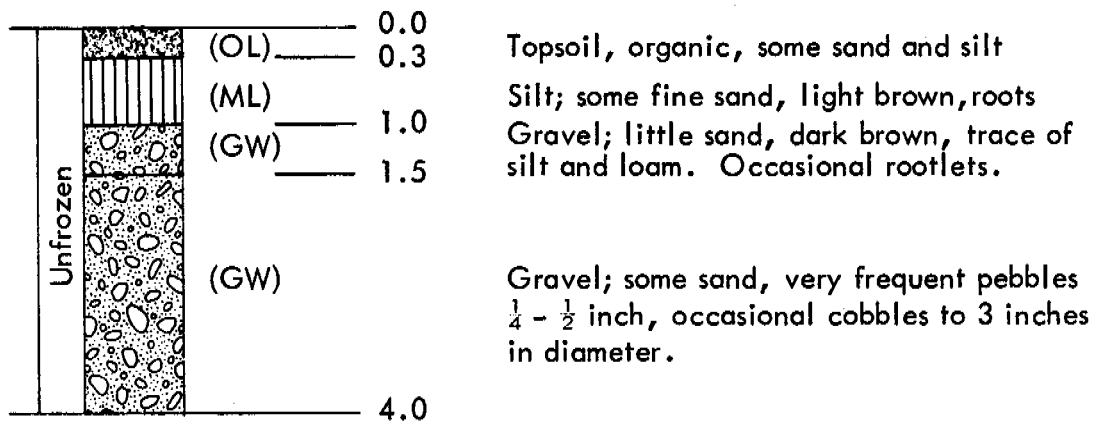 0.0
(OL) 0.3 Topsoil, organic, some sand and silt
(ML) Silt; some fine sand, light brown, roots
1.0
(GW) Gravel; little sand, dark brown, trace of
1.5 silt and loam. Occasional rootlets.
Unfrozen
(GW) Gravel; some sand, very frequent pebbles
1/4 - 1/2 inch, occasional cobbles to 3 inches
in diameter.
4.0